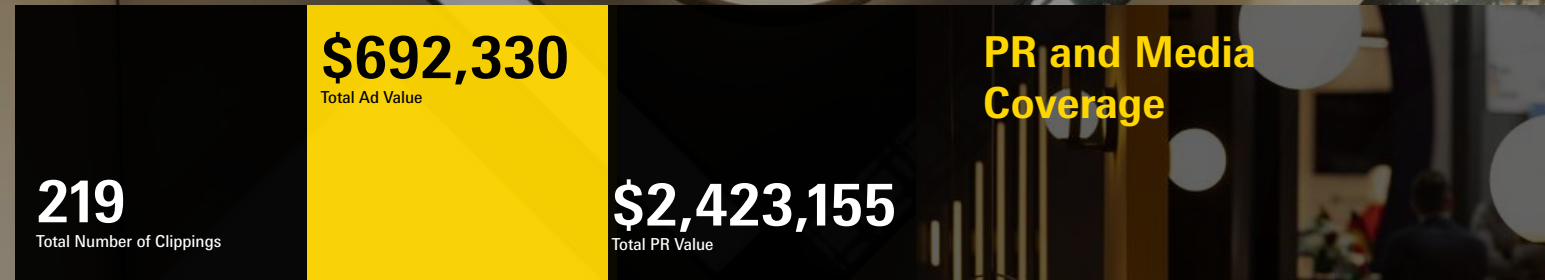 219
Total Number of Clippings
$692,330
Total Ad Value
$2,423,155
Total PR Value
PR and Media
Coverage